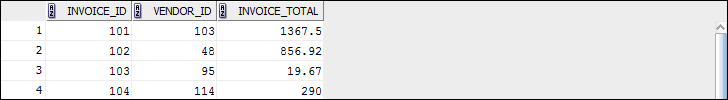 INVOICE_ID VENDOR_ID INVOICE_TOTAL
1 101 103 1367.5
2 102 48 856.92
3 103 95 19.67
4 104 114 290